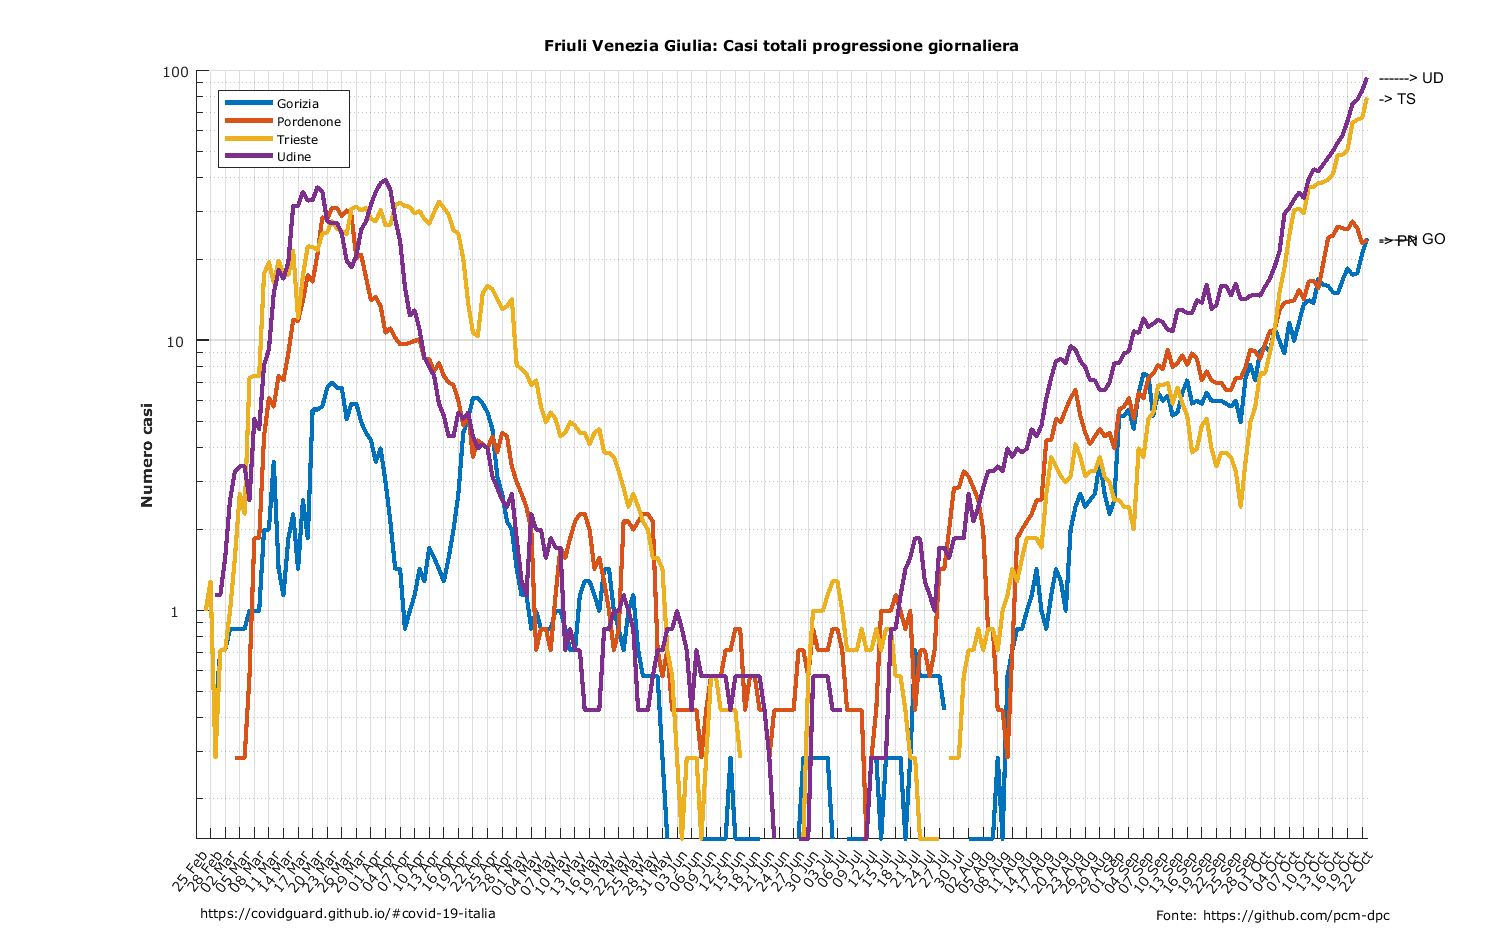 Friuli Venezia Giulia: Casi totali progressione giornaliera
100
10
1
Numero casi
Gorizia
Pordenone
Trieste
Udine
------> UD
-> TS
-> PN
GO
25 Feb
28 Feb
02 Mar
05 Mar
08 Mar
11 Mar
14 Mar
17 Mar
20 Mar
23 Mar
26 Mar
29 Mar
01 Apr
04 Apr
07 Apr
10 Apr
13 Apr
16 Apr
19 Apr
22 Apr
25 Apr
28 Apr
01 May
04 May
07 May
10 May
13 May
16 May
19 May
22 May
25 May
28 May
31 May
03 Jun
06 Jun
09 Jun
12 Jun
15 Jun
18 Jun
21 Jun
24 Jun
27 Jun
30 Jun
03 Jul
06 Jul
09 Jul
12 Jul
15 Jul
18 Jul
21 Jul
24 Jul
27 Jul
30 Jul
02 Aug
05 Aug
08 Aug
11 Aug
14 Aug
17 Aug
20 Aug
23 Aug
26 Aug
29 Aug
01 Sep
04 Sep
07 Sep
10 Sep
13 Sep
16 Sep
19 Sep
22 Sep
25 Sep
28 Sep
01 Oct
04 Oct
07 Oct
10 Oct
13 Oct
16 Oct
19 Oct
22 Oct
https://covidguard.github.io/#covid-19-italia
Fonte: https://github.com/pcm-dpc